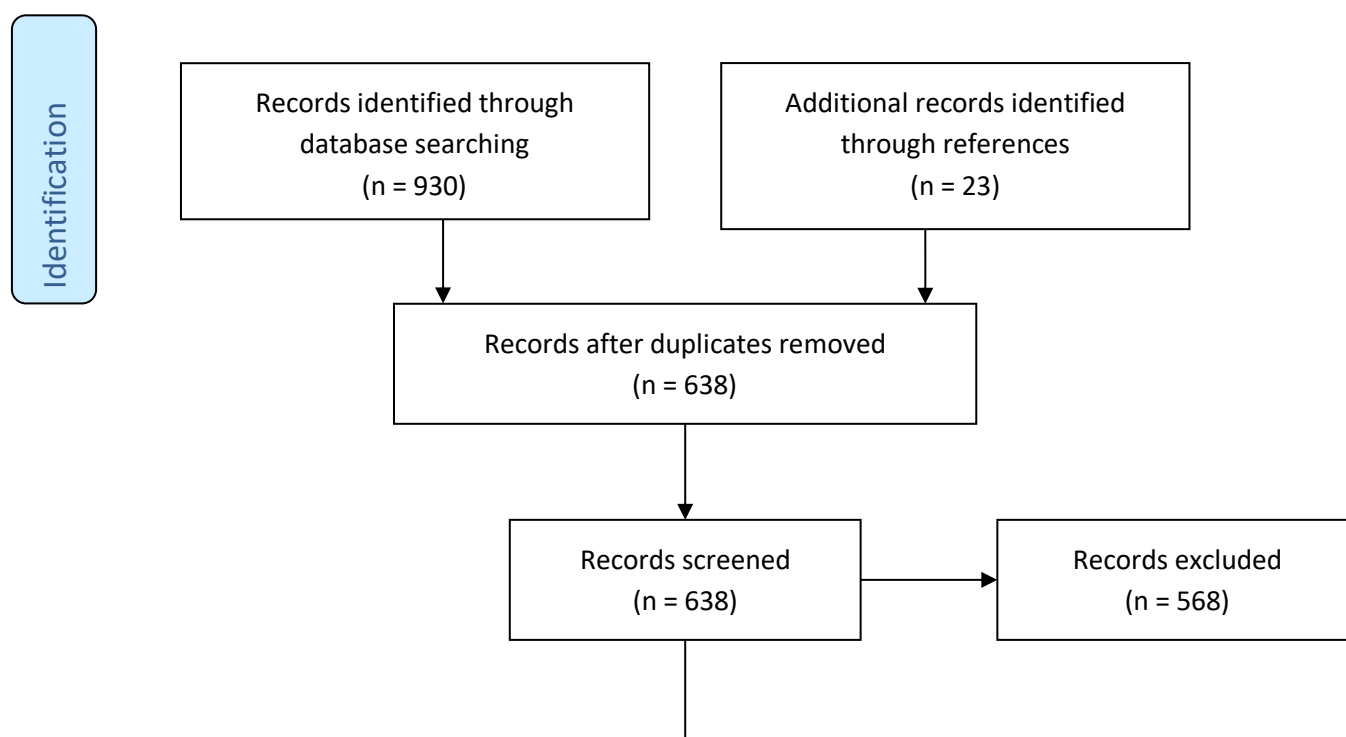 Identification
Records identified through
database searching
(n = 930)
Additional records identified
through references
(n = 23)
Records after duplicates removed
(n = 638)
Records screened
(n = 638)
Records excluded
(n = 568)